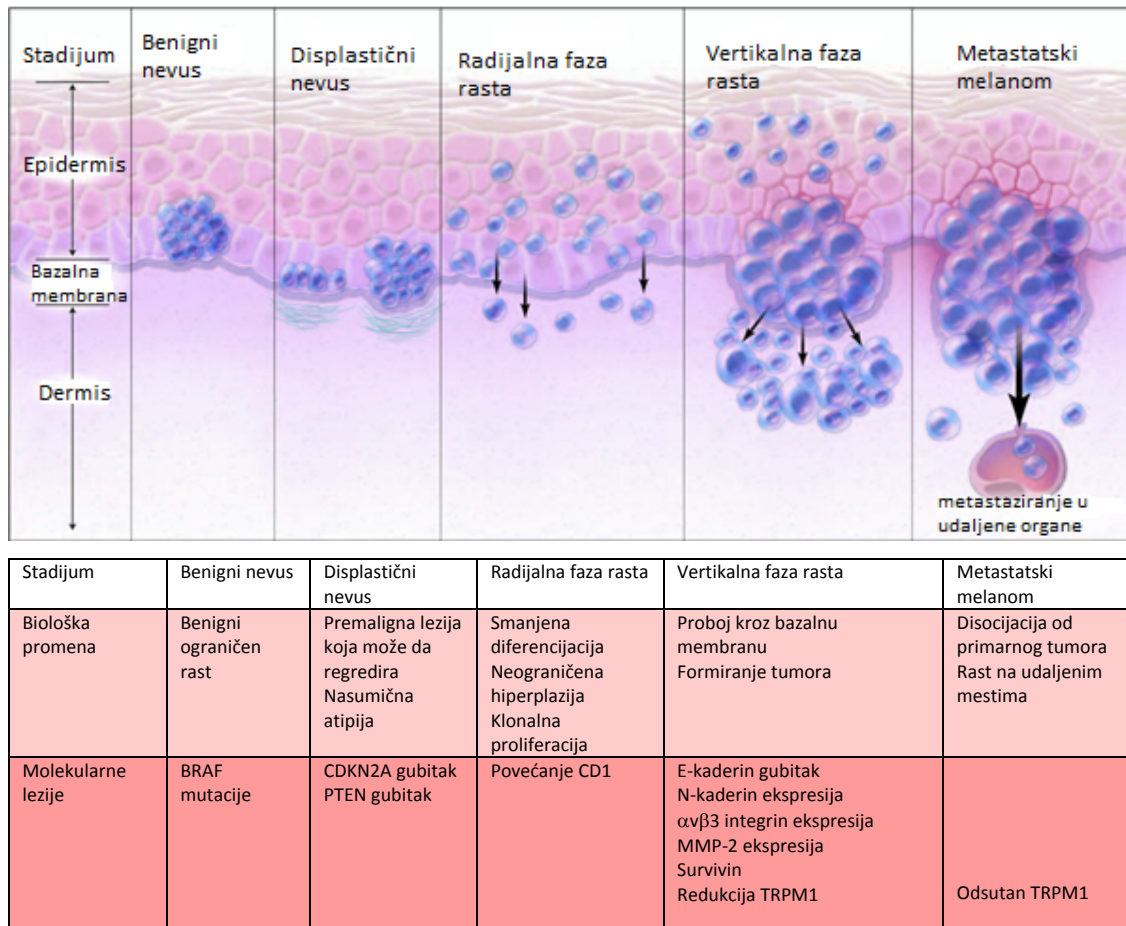 Stadijum
Benigni
nevus
Displastični
nevus
Radijalna faza
rasta
Vertikalna faza
rasta
Metastatski
melanom
Epidermis
Bazalna
membrana
Dermis
metastaziranje u
udaljene organe
Stadijum
Benigni nevus
Displastični
nevus
Radijalna faza rasta
Vertikalna faza rasta
Metastatski
melanom
Biološka
promena
Benigni
ograničen
rast
Premaligna lezija
koja može da
regredira
Nasumična
atipija
Smanjena
diferencijacija
Neograničena
hiperplazija
Klonalna
proliferacija
Proboj kroz bazalnu
membranu
Formiranje tumora
Disocijacija od
primarnog tumora
Rast na udaljenim
mestima
Molekularne
lezije
BRAF
mutacije
CDKN2A gubitak
PTEN gubitak
Povećanje CD1
E-kaderin gubitak
N-kaderin ekspresija
αvβ3 integrin ekspresija
MMP-2 ekspresija
Survivin
Redukcija TRPM1
Odsutan TRPM1